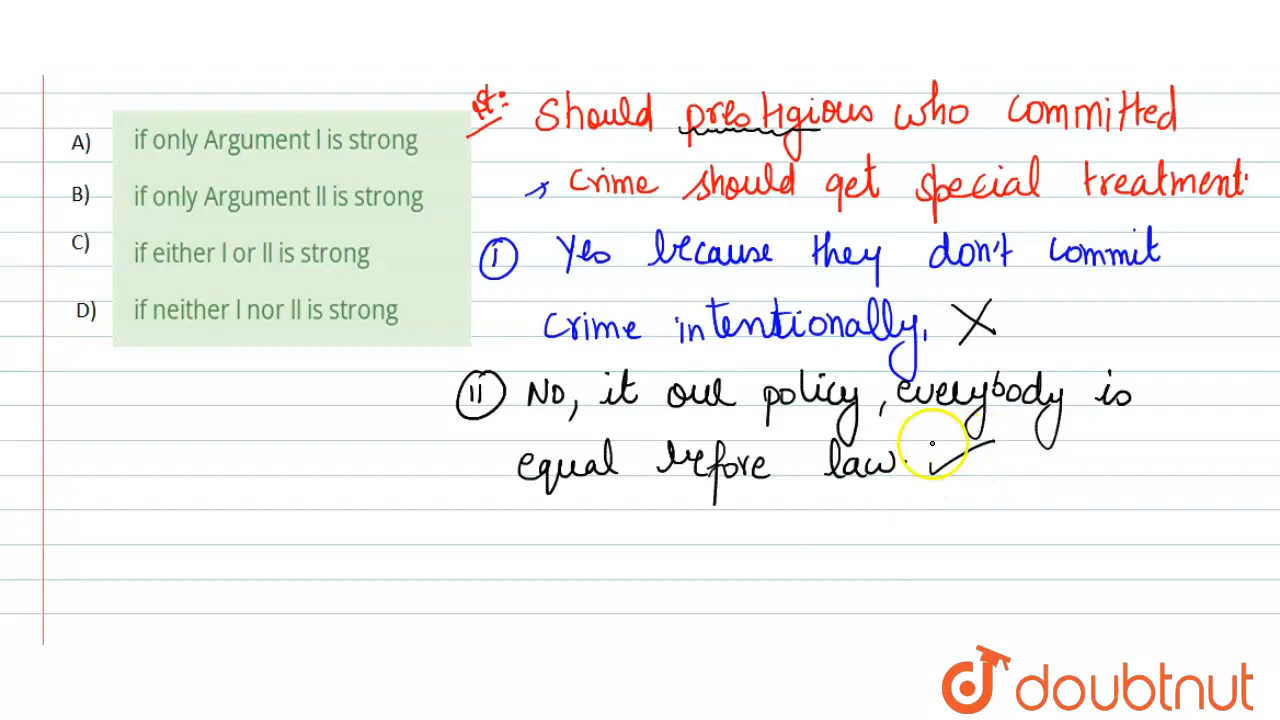 A) if only Argument I is strong
B) if only Argument II is strong
C) if either I or II is strong
D) if neither I nor II is strong
St: Should prestigious who committed
crime should get special treatment.
(i) Yes because they don't commit
crime intentionally. X
(ii) No, it our policy, everybody is
equal before law. ✓
doubtnut